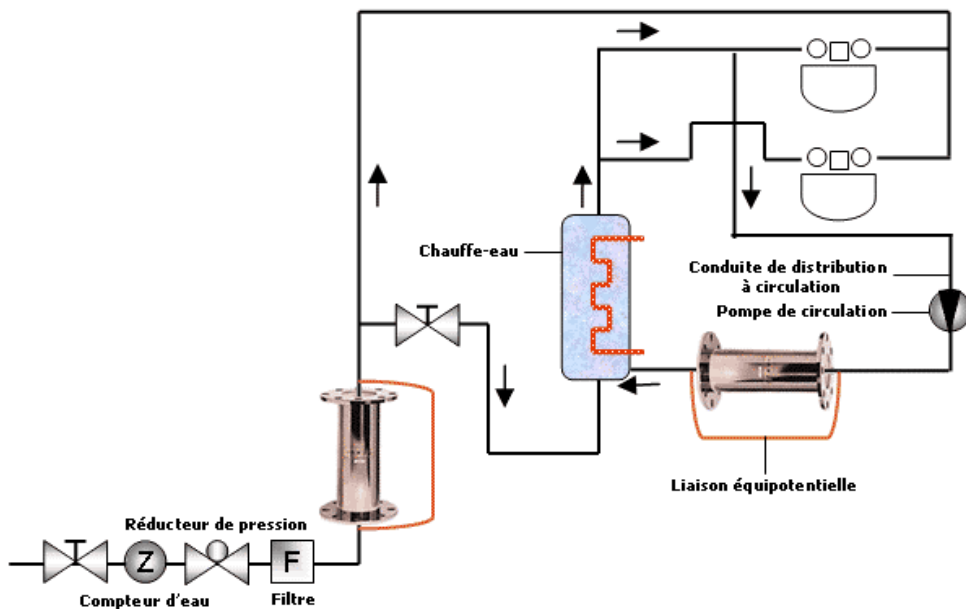 Chauffe-eau
Conduite de distribution
à circulation
Pompe de circulation
Liaison équipotentielle
Réducteur de pression
Z
F
Compteur d'eau
Filtre